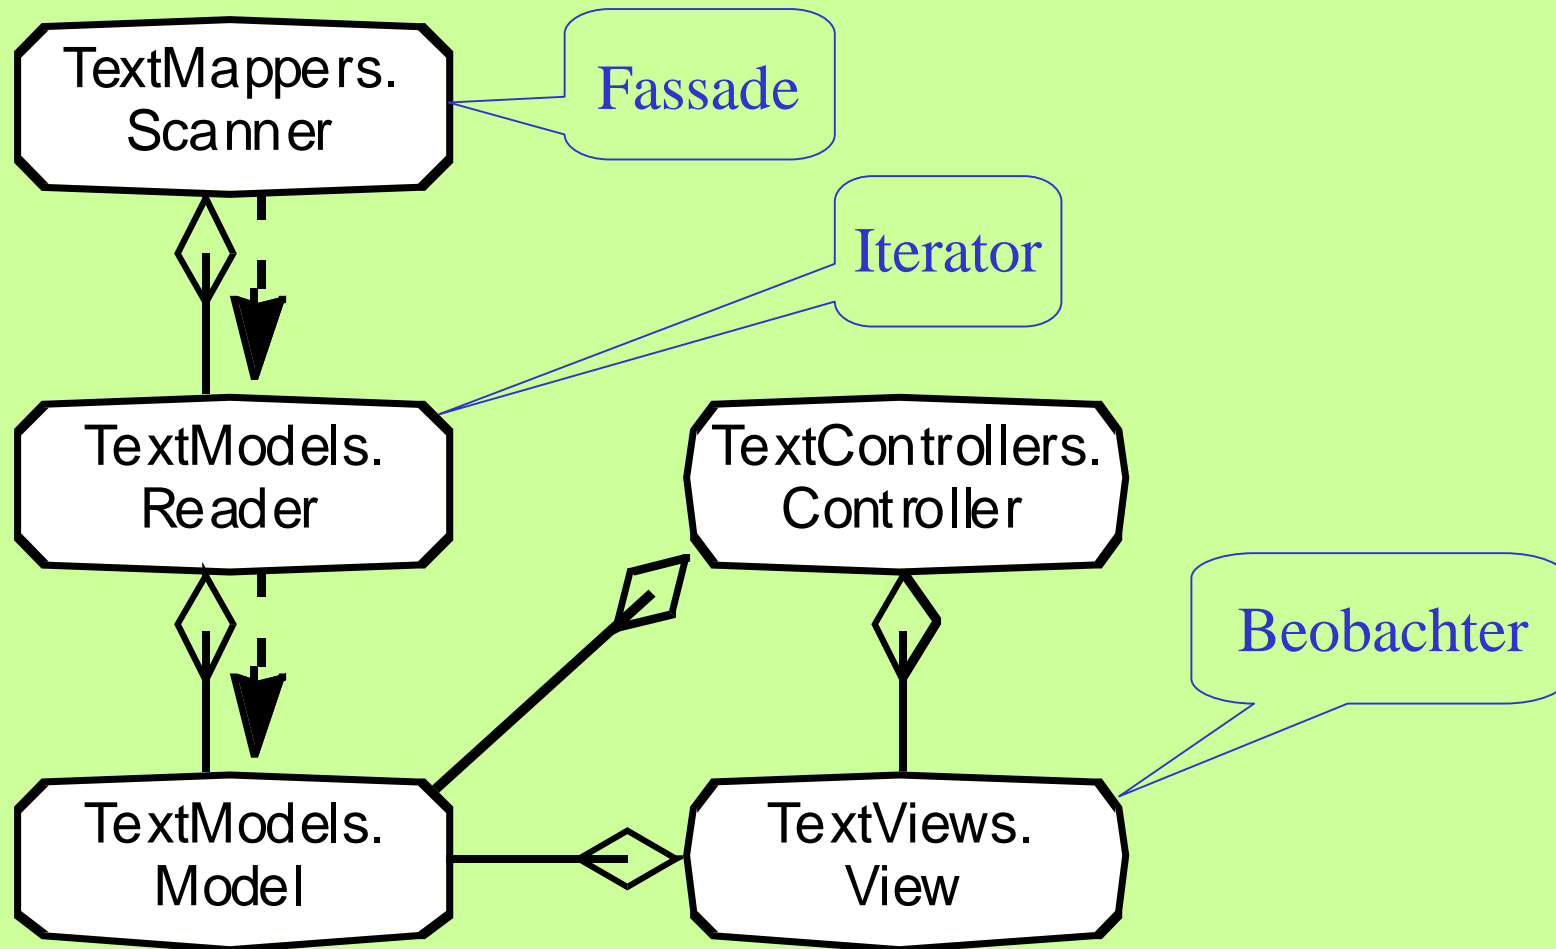 TextMappers.
Scanner
Fassade
Iterator
TextModels.
Reader
TextControllers.
Controller
Beobachter
TextModels.
Model
TextViews.
View